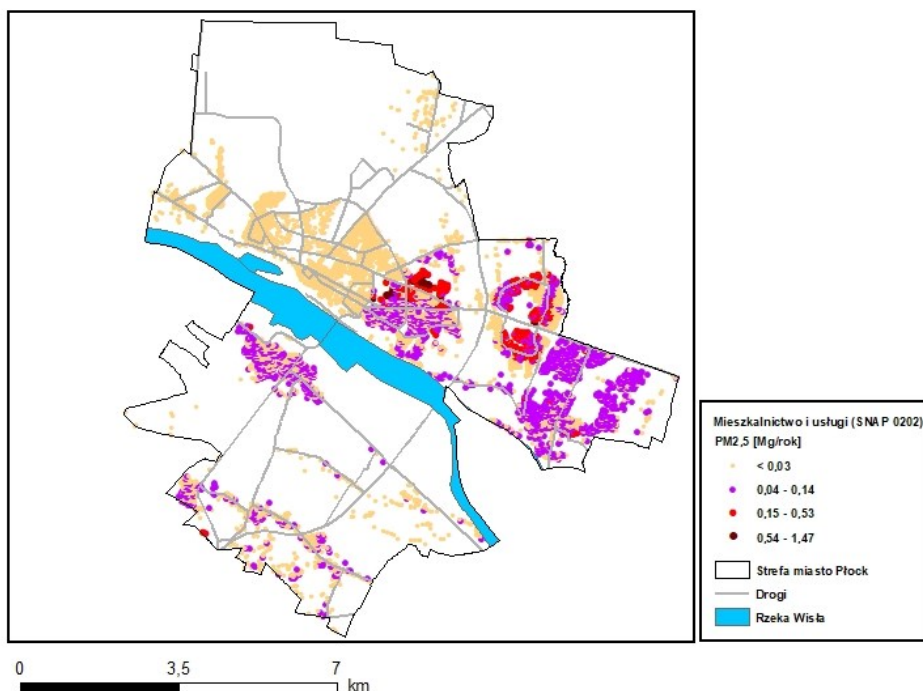 Mieszkalnictwo i usługi (SNAP 0202)
PM2,5 [Mg/rok]
< 0,03
0,04 - 0,14
0,15 - 0,53
0,54 - 1,47
Strefa miasto Płock
Drogi
Rzeka Wisła
0 3,5 7
km